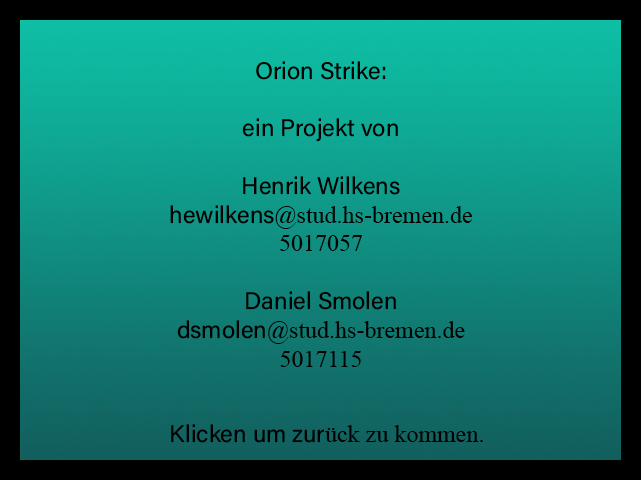 Orion Strike:
ein Projekt von
Henrik Wilkens
hewilkens@stud.hs-bremen.de
5017057
Daniel Smolen
dsmolen@stud.hs-bremen.de
5017115
Klicken um zurück zu kommen.